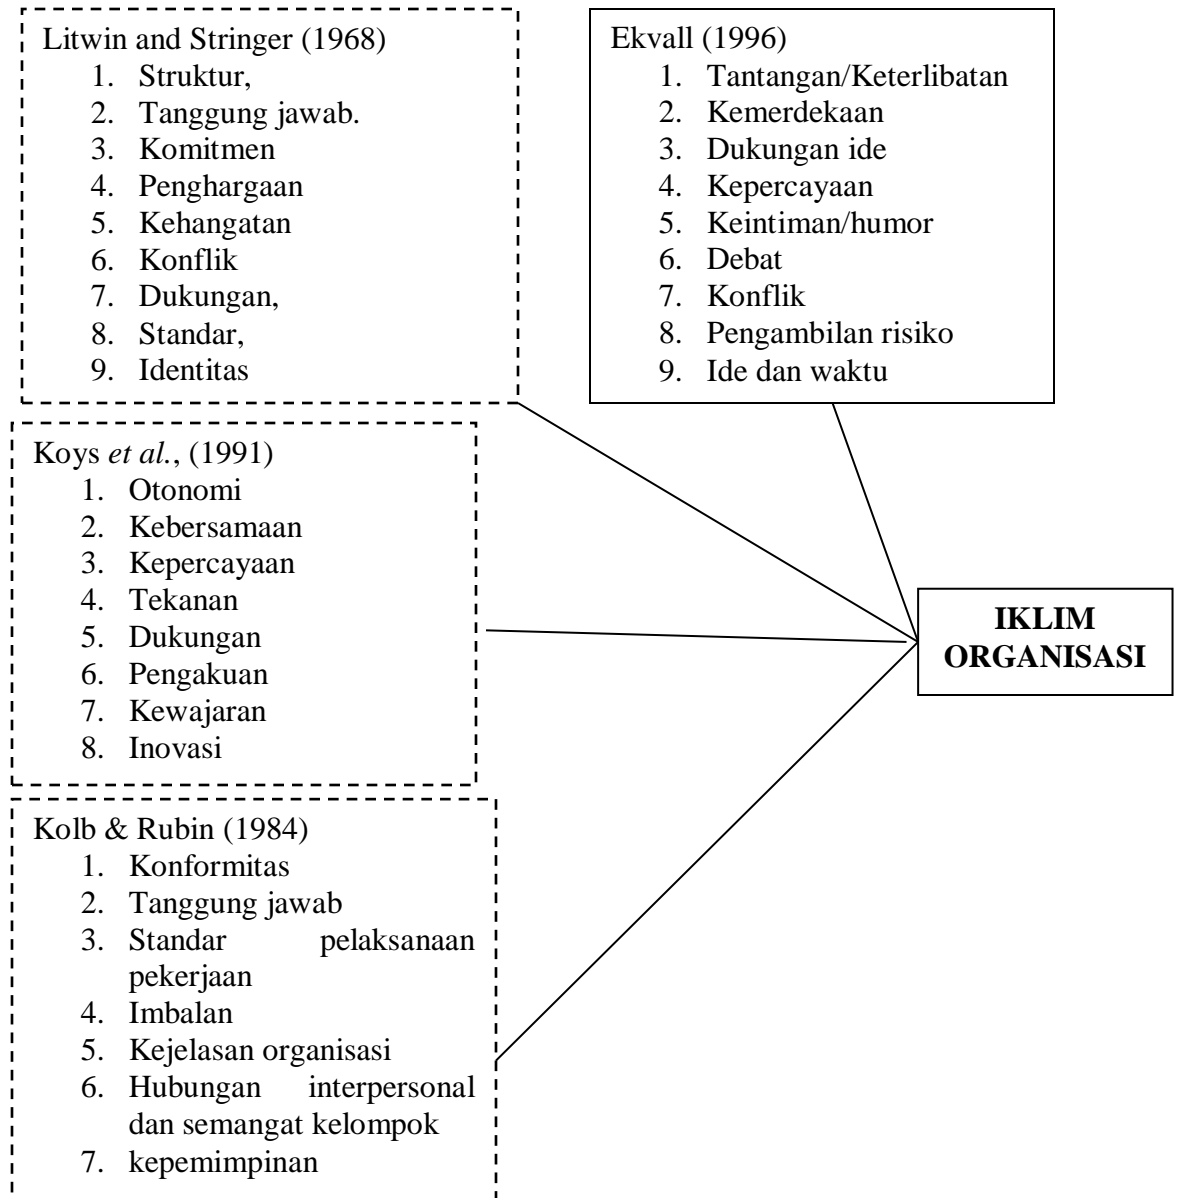 Litwin and Stringer (1968)
1. Struktur,
2. Tanggung jawab.
3. Komitmen
4. Penghargaan
5. Kehangatan
6. Konflik
7. Dukungan,
8. Standar,
9. Identitas
Ekvall (1996)
1. Tantangan/Keterlibatan
2. Kemerdekaan
3. Dukungan ide
4. Kepercayaan
5. Keintiman/humor
6. Debat
7. Konflik
8. Pengambilan risiko
9. Ide dan waktu
Koys et al., (1991)
1. Otonomi
2. Kebersamaan
3. Kepercayaan
4. Tekanan
5. Dukungan
6. Pengakuan
7. Kewajaran
8. Inovasi
IKLIM
ORGANISASI
Kolb & Rubin (1984)
1. Konformitas
2. Tanggung jawab
3. Standar pelaksanaan
pekerjaan
4. Imbalan
5. Kejelasan organisasi
6. Hubungan interpersonal
dan semangat kelompok
7. kepemimpinan